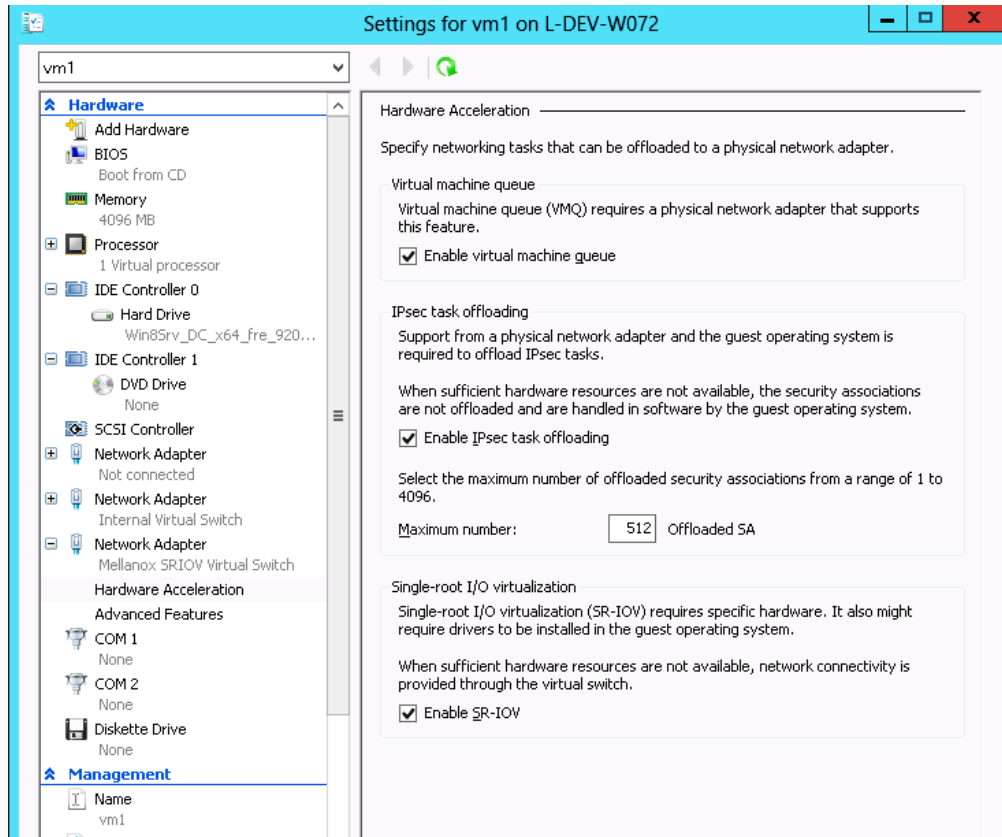 Settings for vm1 on L-DEV-W072
vm1
Hardware
Add Hardware
BIOS
Boot from CD
Memory
4096 MB
Processor
1 Virtual processor
IDE Controller 0
Hard Drive
Win8Srv_DC_x64_fre_920...
IDE Controller 1
DVD Drive
None
SCSI Controller
Network Adapter
Not connected
Network Adapter
Internal Virtual Switch
Network Adapter
Mellanox SRIOV Virtual Switch
Hardware Acceleration
Advanced Features
COM 1
None
COM 2
None
Diskette Drive
None
Management
Name
vm1
Hardware Acceleration
Specify networking tasks that can be offloaded to a physical network adapter.
Virtual machine queue
Virtual machine queue (VMQ) requires a physical network adapter that supports
this feature.
Enable virtual machine queue
IPsec task offloading
Support from a physical network adapter and the guest operating system is
required to offload IPsec tasks.
When sufficient hardware resources are not available, the security associations
are not offloaded and are handled in software by the guest operating system.
Enable IPsec task offloading
Select the maximum number of offloaded security associations from a range of 1 to
4096.
Maximum number: 512 Offloaded SA
Single-root I/O virtualization
Single-root I/O virtualization (SR-IOV) requires specific hardware. It also might
require drivers to be installed in the guest operating system.
When sufficient hardware resources are not available, network connectivity is
provided through the virtual switch.
Enable SR-IOV